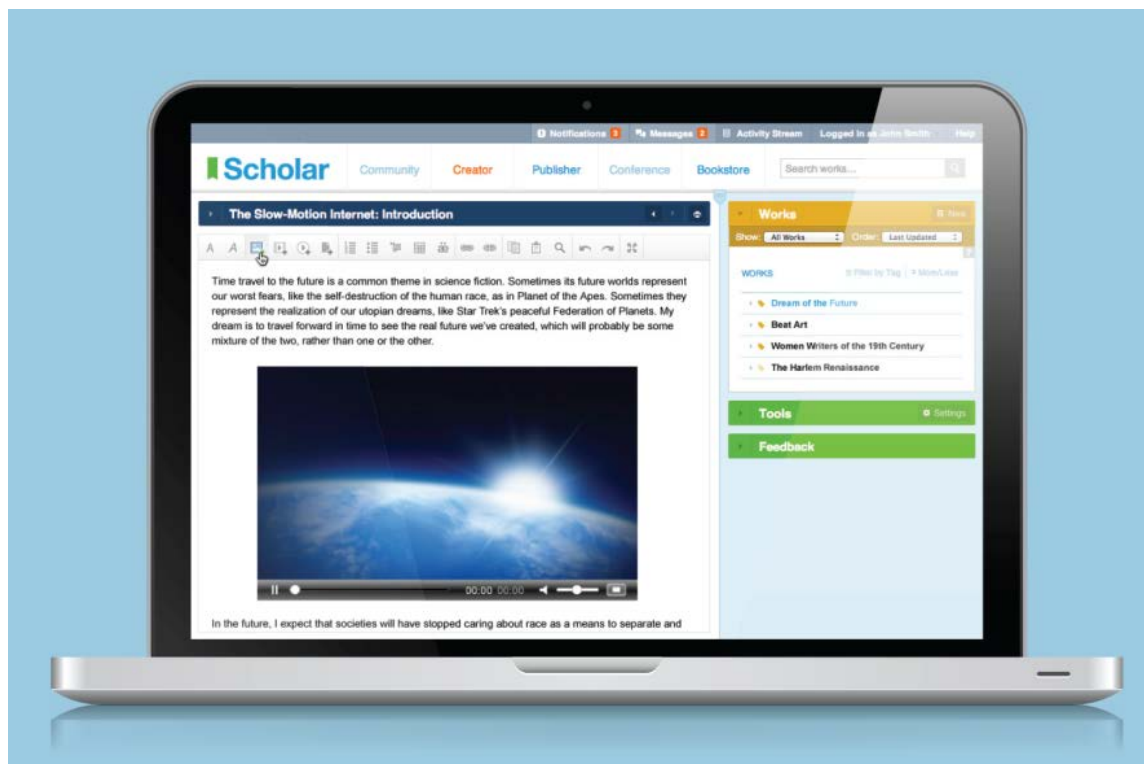 Notifications 3 Messages 2 Activity Stream Logged in as John Smith Help
Scholar Community Creator Publisher Conference Bookstore Search works...
The Slow-Motion Internet: Introduction
Time travel to the future is a common theme in science fiction. Sometimes its future worlds represent
our worst fears, like the self-destruction of the human race, as in Planet of the Apes. Sometimes they
represent the realization of our utopian dreams, like Star Trek's peaceful Federation of Planets. My
dream is to travel forward in time to see the real future we've created, which will probably be some
mixture of the two, rather than one or the other.
00:00 00:00
In the future, I expect that societies will have stopped caring about race as a means to separate and
Works New
Show: All Works Order: Last Updated
WORKS Filter by Tag More/Less
Dream of the Future
Beat Art
Women Writers of the 19th Century
The Harlem Renaissance
Tools Settings
Feedback